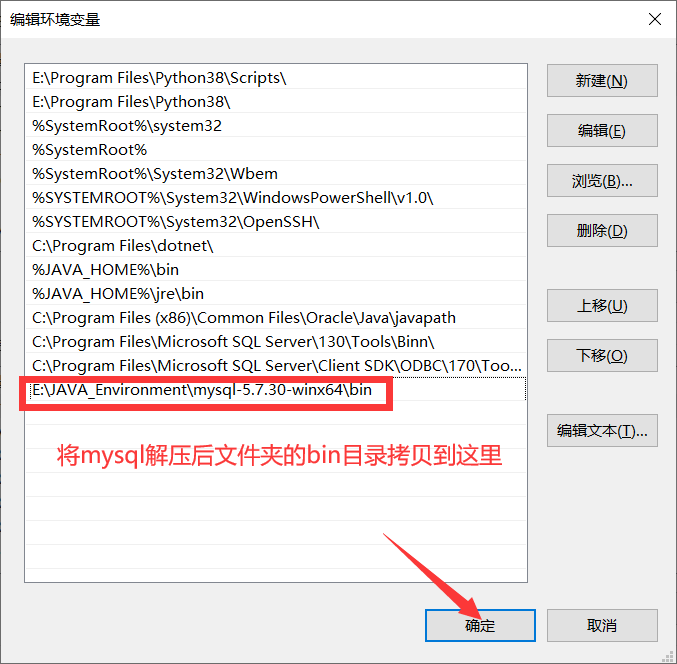 编辑环境变量
E:\Program Files\Python38\Scripts\
E:\Program Files\Python38\
%SystemRoot%\system32
%SystemRoot%
%SystemRoot%\System32\Wbem
%SYSTEMROOT%\System32\WindowsPowerShell\v1.0\
%SYSTEMROOT%\System32\OpenSSH\
C:\Program Files\dotnet\
%JAVA_HOME%\bin
%JAVA_HOME%\jre\bin
C:\Program Files (x86)\Common Files\Oracle\Java\javapath
C:\Program Files\Microsoft SQL Server\130\Tools\Binn\
C:\Program Files\Microsoft SQL Server\Client SDK\ODBC\170\Too...
E:\JAVA_Environment\mysql-5.7.30-winx64\bin
将mysql解压后文件夹的bin目录拷贝到这里
新建(N)
编辑(E)
浏览(B)...
删除(D)
上移(U)
下移(O)
编辑文本(T)...
确定
取消